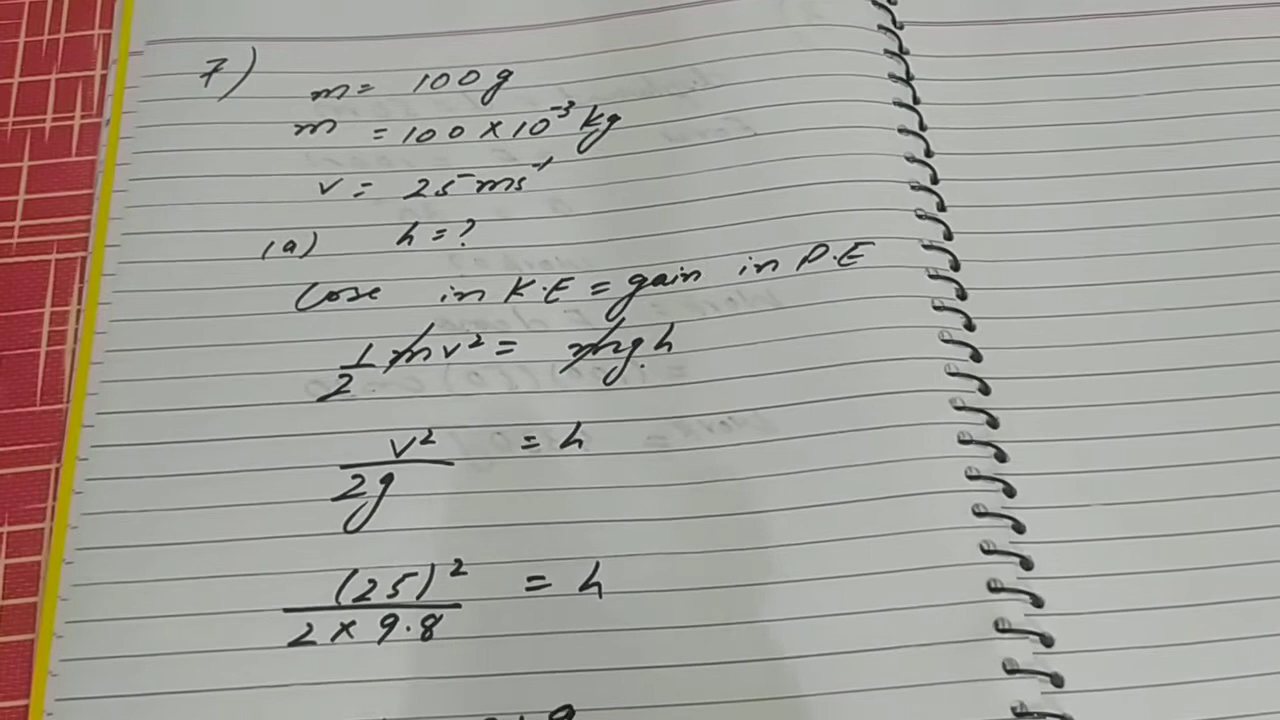 7)
m = 100g
m = 100 × 10⁻³ kg
v = 25 ms⁻¹
(a) h = ?
Lose in K.E = gain in P.E
1/2 mv² = mgh
v²/2g = h
(25)²/2 × 9.8 = h